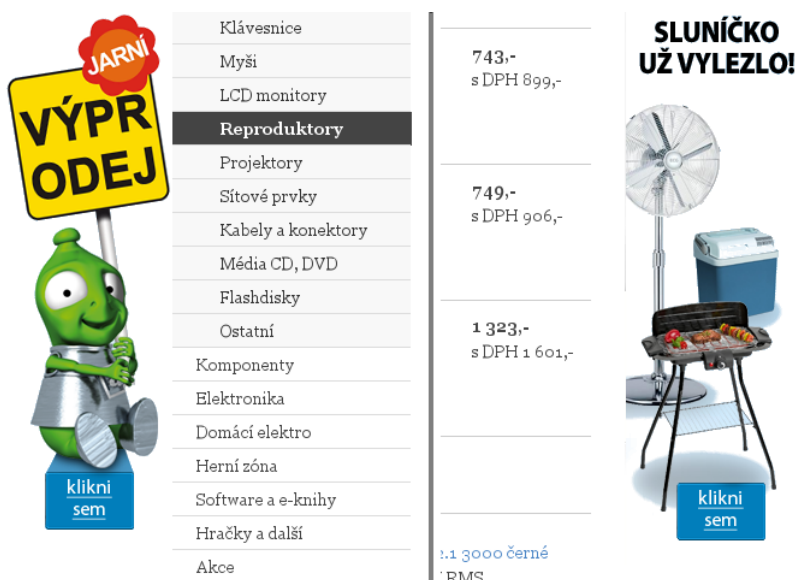 JARNÍ
VÝPR
ODEJ
klikni
sem
Klávesnice
Myši
LCD monitory
Reproduktory
Projektory
Sítové prvky
Kabely a konektory
Média CD, DVD
Flashdisky
Ostatní
Komponenty
Elektronika
Domácí elektro
Herní zóna
Software a e-knihy
Hračky a další
Akce
743,-
s DPH 899,-
749,-
s DPH 906,-
1 323,-
s DPH 1 601,-
2.1 3000 černé
RMS
SLUNÍČKO
UŽ VYLEZLO!
klikni
sem